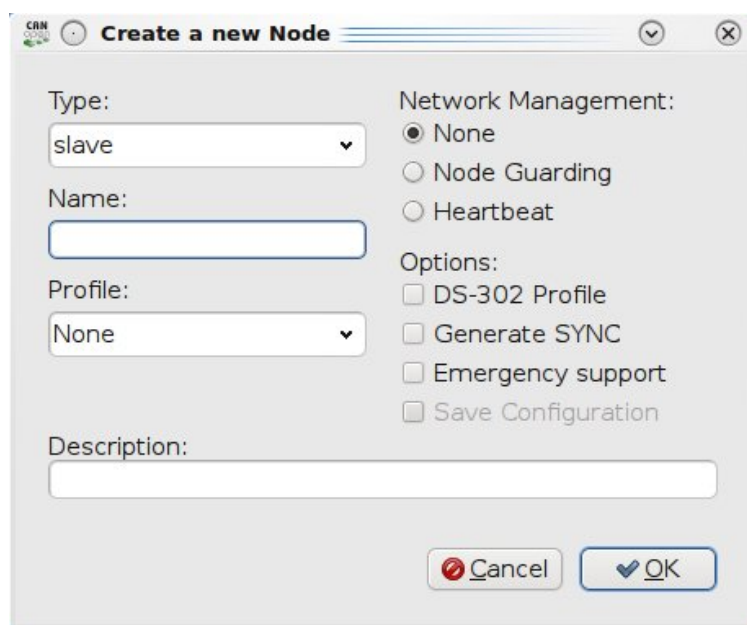 CAN
open
Create a new Node
Type:
slave
Name:
Profile:
None
Network Management:
None
Node Guarding
Heartbeat
Options:
DS-302 Profile
Generate SYNC
Emergency support
Save Configuration
Description:
Cancel
OK